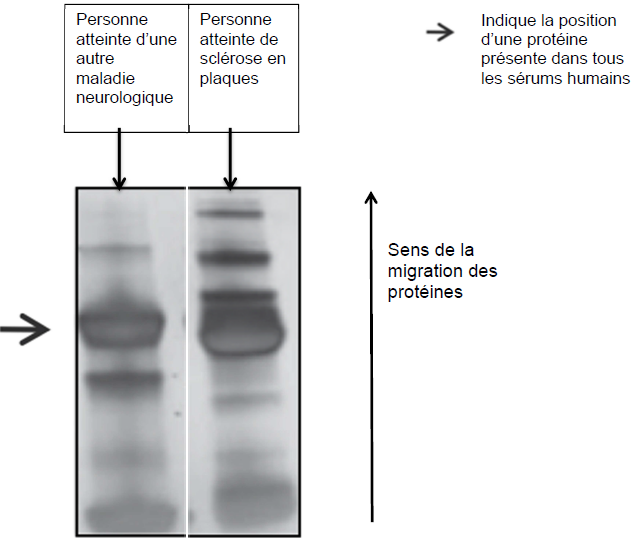 Personne
atteinte d'une
autre
maladie
neurologique
Personne
atteinte de
sclérose en
plaques
Indique la position
d'une protéine
présente dans tous
les sérums humains
Sens de la
migration des
protéines